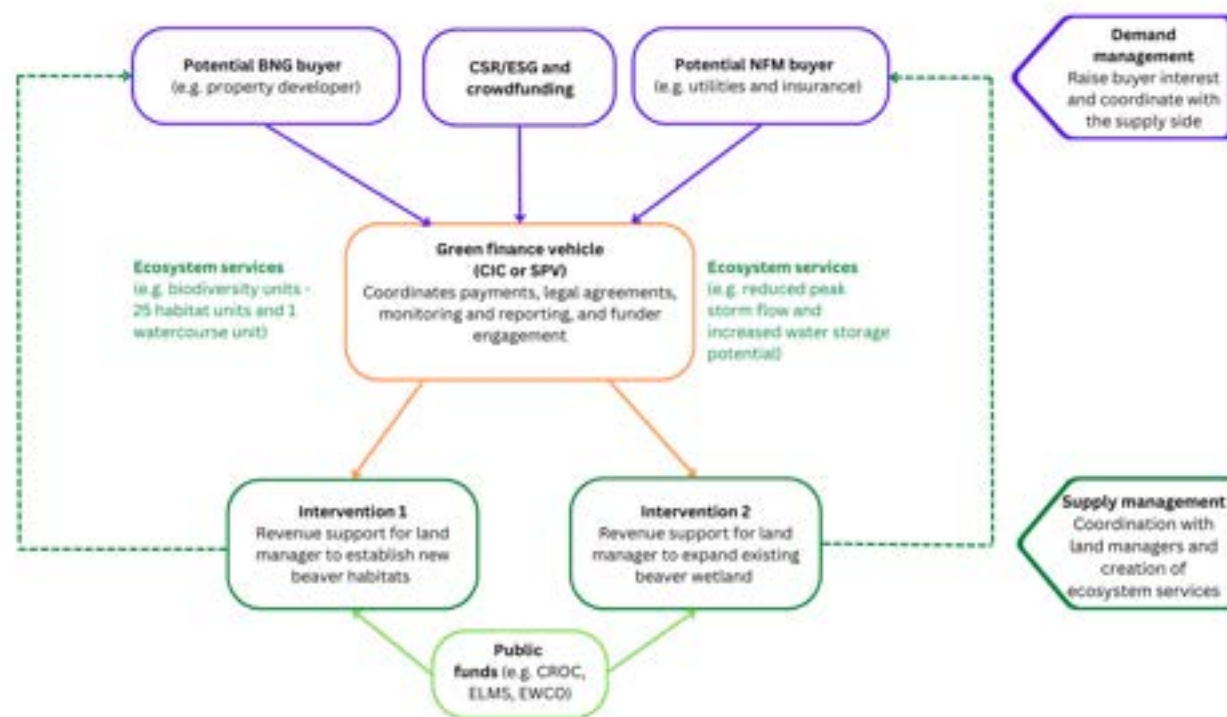 Potential BNG buyer
(e.g. property developer)
CSR/ESG and
crowdfunding
Potential NFM buyer
(e.g. utilities and insurance)
Demand
management
Raise buyer interest
and coordinate with
the supply side
Ecosystem services
(e.g. biodiversity units -
25 habitat units and 1
watercourse unit)
Green finance vehicle
(CIC or SPV)
Coordinates payments, legal agreements,
monitoring and reporting, and funder
engagement
Ecosystem services
(e.g. reduced peak
storm flow and
increased water storage
potential)
Intervention 1
Revenue support for land
manager to establish new
beaver habitats
Intervention 2
Revenue support for land
manager to expand existing
beaver wetland
Supply management
Coordination with
land managers and
creation of
ecosystem services
Public
funds (e.g. CROC,
ELMS, EWCO)